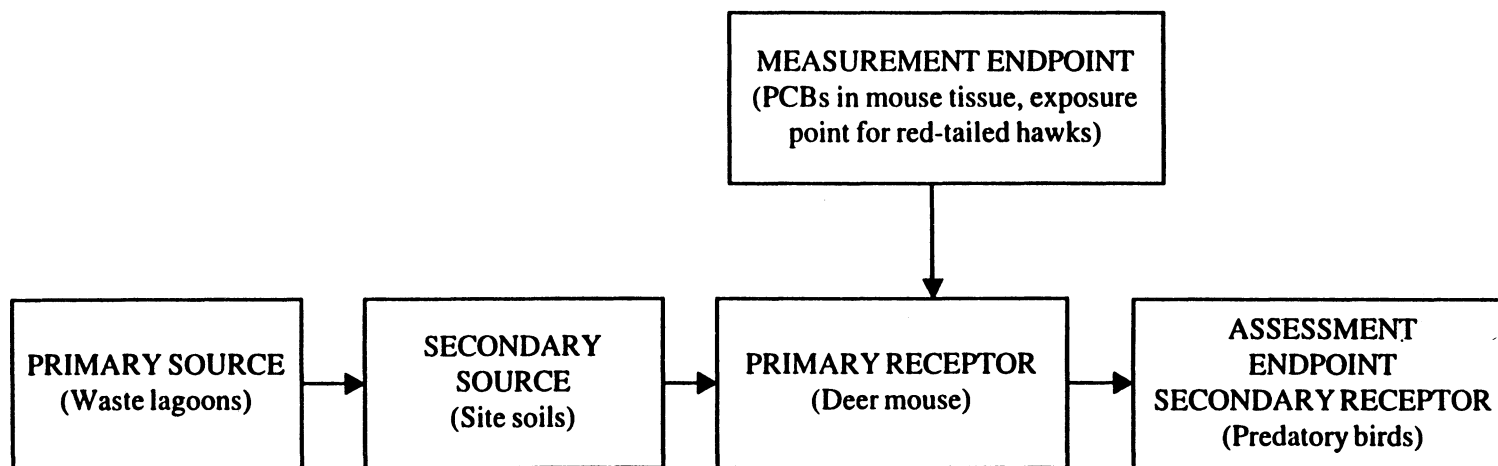 MEASUREMENT ENDPOINT
(PCBs in mouse tissue, exposure
point for red-tailed hawks)
PRIMARY SOURCE
(Waste lagoons)
SECONDARY
SOURCE
(Site soils)
PRIMARY RECEPTOR
(Deer mouse)
ASSESSMENT
ENDPOINT
SECONDARY RECEPTOR
(Predatory birds)